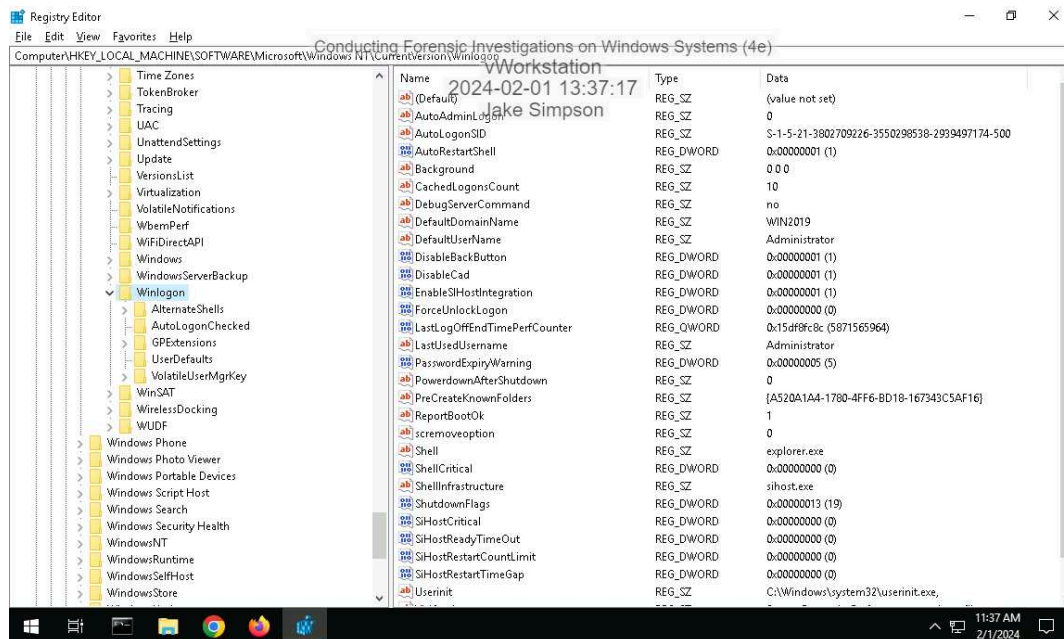 Registry Editor
File Edit View Favorites Help
Computer\HKEY_LOCAL_MACHINE\SOFTWARE\Microsoft\Windows NT\CurrentVersion\Winlogon
Conducting Forensic Investigations on Windows Systems (4e)
vWorkstation
2024-02-01 13:37:17
Jake Simpson
Time Zones
TokenBroker
Tracing
UAC
UnattendSettings
Update
VersionsList
Virtualization
VolatileNotifications
WbemPerf
WiFiDirectAPI
Windows
WindowsServerBackup
Winlogon
AlternateShells
AutoLogonChecked
GPExtensions
UserDefaults
VolatileUserMgrKey
WinSAT
WirelessDocking
WUDF
Windows Phone
Windows Photo Viewer
Windows Portable Devices
Windows Script Host
Windows Search
Windows Security Health
WindowsNT
WindowsRuntime
WindowsSelfHost
WindowsStore
Name Type Data
(Default) REG_SZ (value not set)
AutoAdminLogon REG_SZ 0
AutoLogonSID REG_SZ S-1-5-21-3802709226-3550298538-2939497174-500
AutoRestartShell REG_DWORD 0x00000001 (1)
Background REG_SZ 0 0 0
CachedLogonsCount REG_SZ 10
DebugServerCommand REG_SZ no
DefaultDomainName REG_SZ WIN2019
DefaultUserName REG_SZ Administrator
DisableBackButton REG_DWORD 0x00000001 (1)
DisableCad REG_DWORD 0x00000001 (1)
EnableSIHostIntegration REG_DWORD 0x00000001 (1)
ForceUnlockLogon REG_DWORD 0x00000000 (0)
LastLogOffEndTimePerfCounter REG_QWORD 0x15df8fc8c (5871565964)
LastUsedUsername REG_SZ Administrator
PasswordExpiryWarning REG_DWORD 0x00000005 (5)
PowerdownAfterShutdown REG_SZ 0
PreCreateKnownFolders REG_SZ {A520A1A4-1780-4FF6-BD18-167343C5AF16}
ReportBootOk REG_SZ 1
scremoveoption REG_SZ 0
Shell REG_SZ explorer.exe
ShellCritical REG_DWORD 0x00000000 (0)
ShellInfrastructure REG_SZ sihost.exe
ShutdownFlags REG_DWORD 0x00000013 (19)
SiHostCritical REG_DWORD 0x00000000 (0)
SiHostReadyTimeOut REG_DWORD 0x00000000 (0)
SiHostRestartCountLimit REG_DWORD 0x00000000 (0)
SiHostRestartTimeGap REG_DWORD 0x00000000 (0)
Userinit REG_SZ C:\Windows\system32\userinit.exe,
11:37 AM
2/1/2024